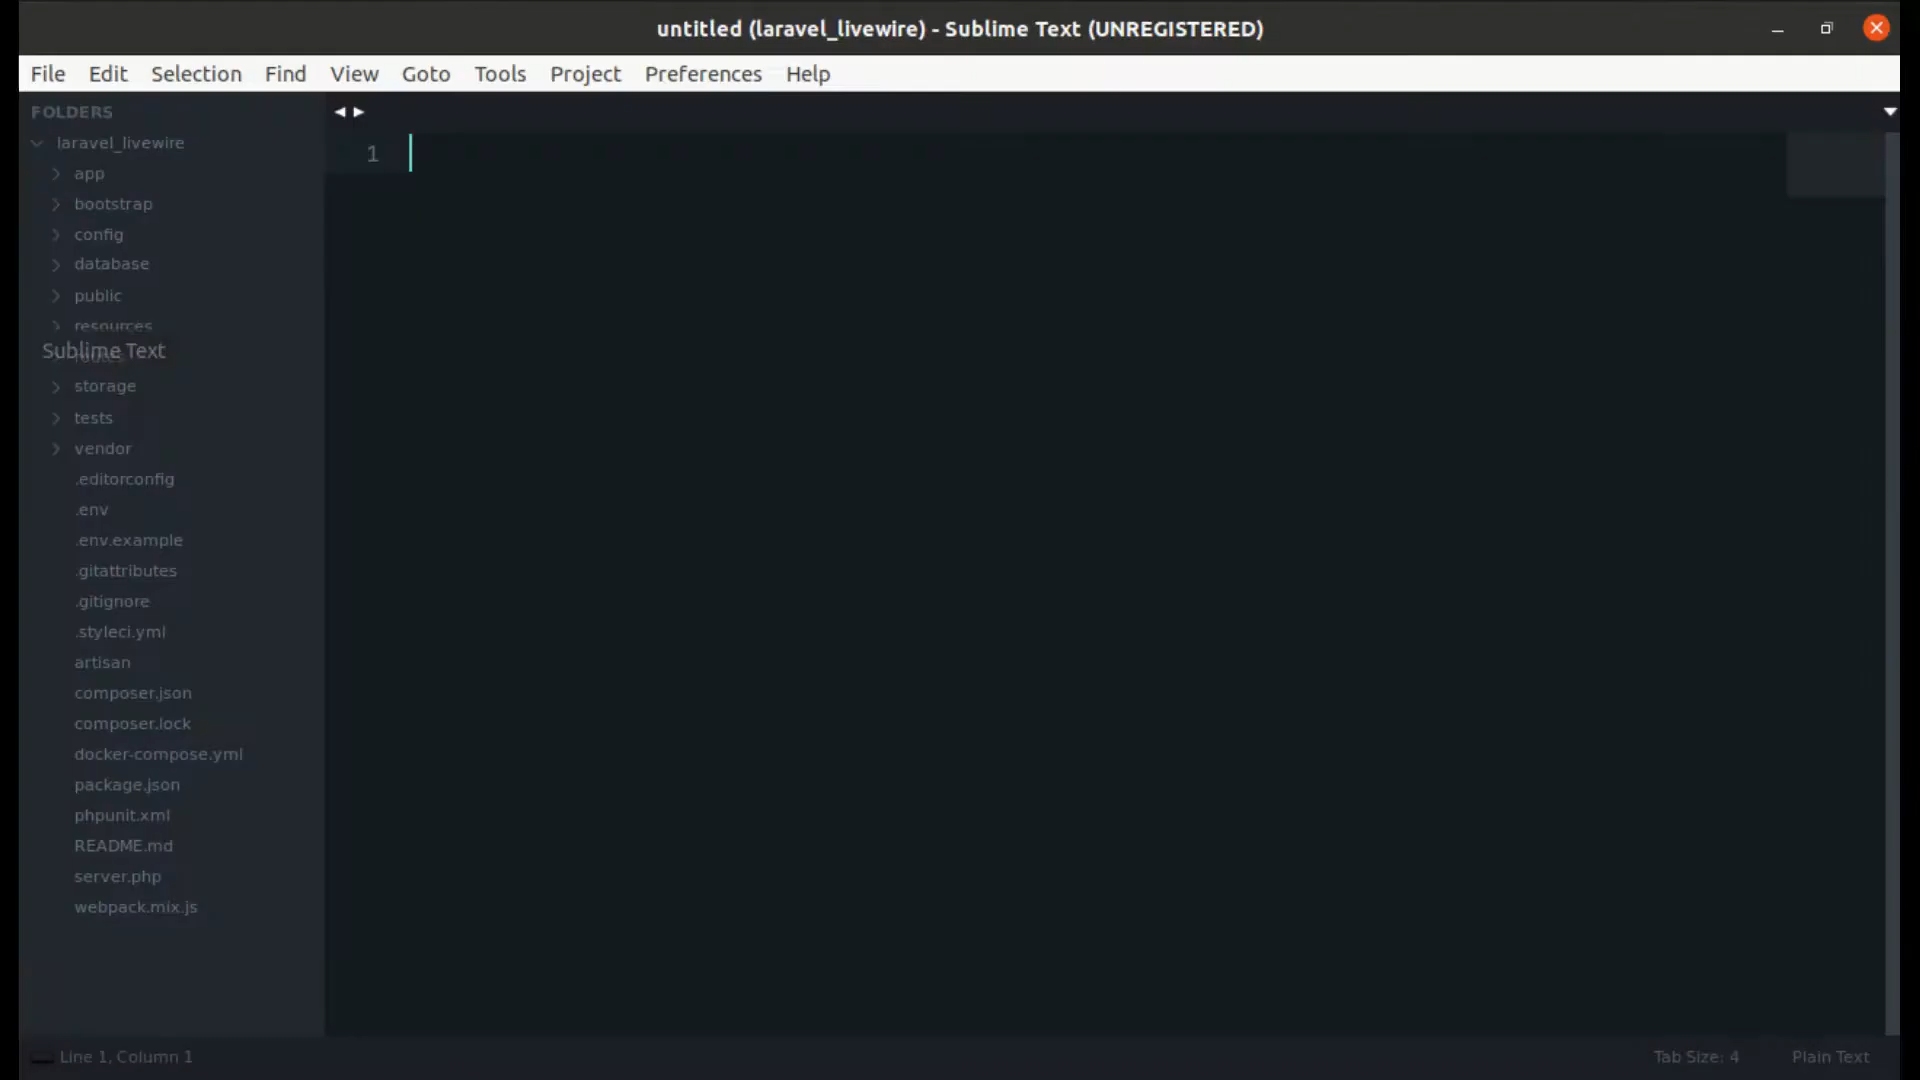 untitled (laravel_livewire) - Sublime Text (UNREGISTERED)
File Edit Selection Find View Goto Tools Project Preferences Help
FOLDERS
laravel_livewire
1
app
bootstrap
config
database
public
resources
Sublime Text
routes
storage
tests
vendor
.editorconfig
.env
.env.example
.gitattributes
.gitignore
.styleci.yml
artisan
composer.json
composer.lock
docker-compose.yml
package.json
phpunit.xml
README.md
server.php
webpack.mix.js
Line 1, Column 1 Tab Size: 4 Plain Text